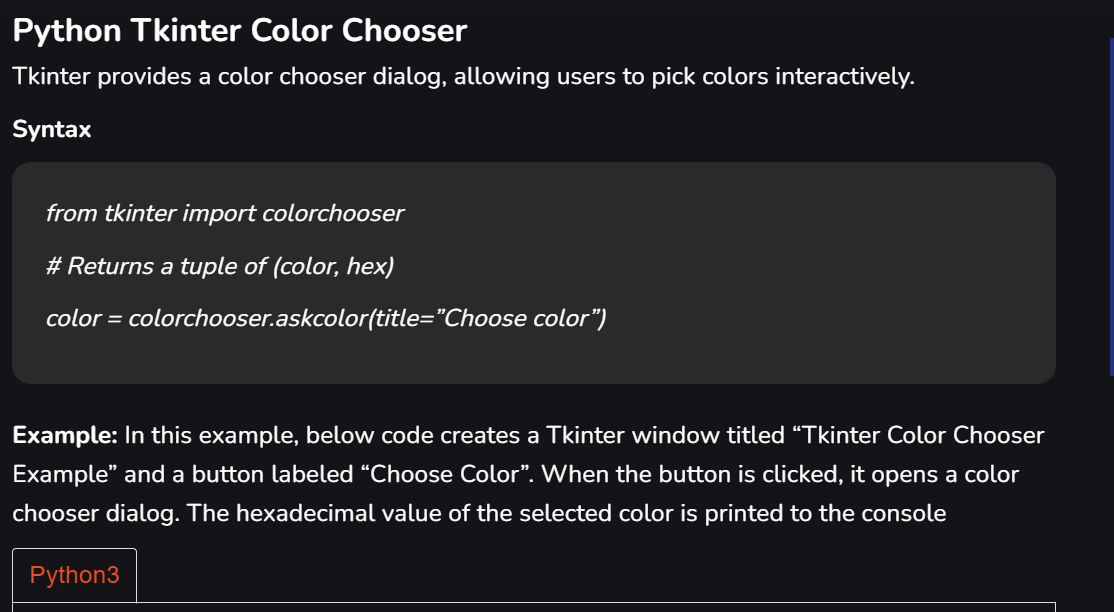 Python Tkinter Color Chooser
Tkinter provides a color chooser dialog, allowing users to pick colors interactively.
Syntax
from tkinter import colorchooser
# Returns a tuple of (color, hex)
color = colorchooser.askcolor(title=”Choose color”)
Example: In this example, below code creates a Tkinter window titled “Tkinter Color Chooser
Example” and a button labeled “Choose Color”. When the button is clicked, it opens a color
chooser dialog. The hexadecimal value of the selected color is printed to the console
Python3